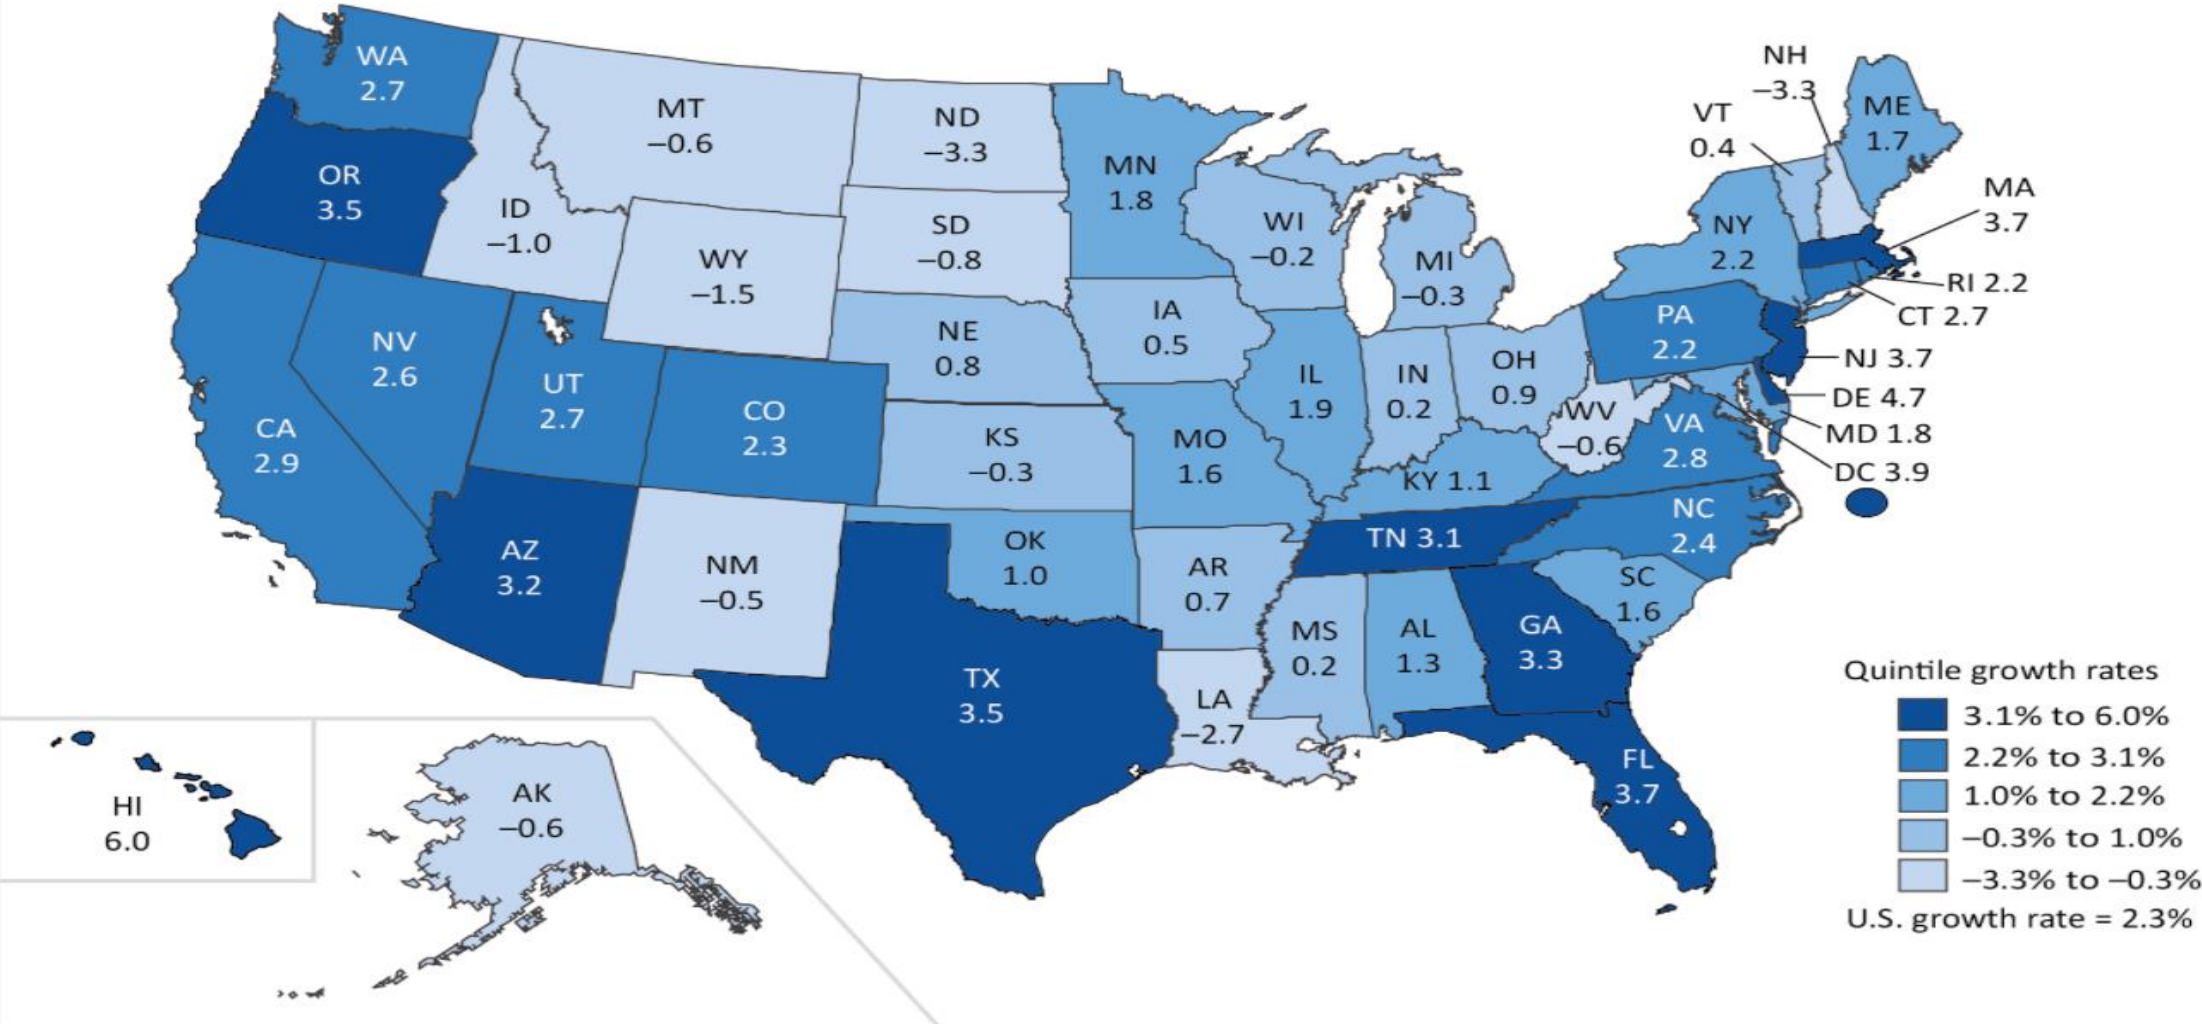 WA
2.7
OR
3.5
CA
2.9
NV
2.6
ID
−1.0
MT
−0.6
WY
−1.5
UT
2.7
CO
2.3
AZ
3.2
NM
−0.5
ND
−3.3
SD
−0.8
NE
0.8
KS
−0.3
OK
1.0
TX
3.5
MN
1.8
IA
0.5
MO
1.6
AR
0.7
LA
−2.7
WI
−0.2
MI
−0.3
IL
1.9
IN
0.2
OH
0.9
KY 1.1
TN 3.1
MS
0.2
AL
1.3
GA
3.3
FL
3.7
SC
1.6
NC
2.4
VA
2.8
WV
−0.6
PA
2.2
NY
2.2
VT
0.4
NH
−3.3
ME
1.7
MA
3.7
RI 2.2
CT 2.7
NJ 3.7
DE 4.7
MD 1.8
DC 3.9
HI
6.0
AK
−0.6
Quintile growth rates
3.1% to 6.0%
2.2% to 3.1%
1.0% to 2.2%
−0.3% to 1.0%
−3.3% to −0.3%
U.S. growth rate = 2.3%